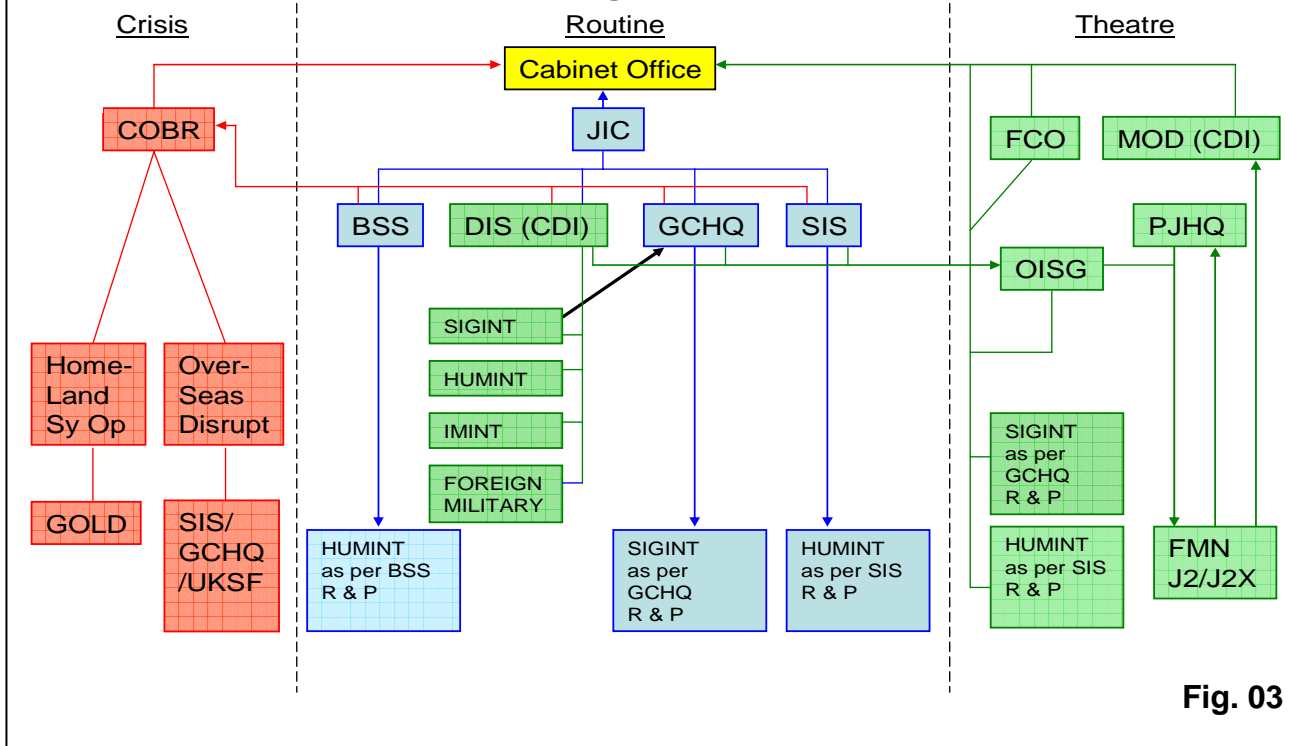 Crisis
Routine
Theatre
Cabinet Office
COBR
JIC
FCO
MOD (CDI)
BSS
DIS (CDI)
GCHQ
SIS
OISG
PJHQ
SIGINT
HUMINT
IMINT
FOREIGN
MILITARY
Home-
Land
Sy Op
Over-
Seas
Disrupt
GOLD
SIS/
GCHQ
/UKSF
HUMINT
as per BSS
R & P
SIGINT
as per
GCHQ
R & P
HUMINT
as per SIS
R & P
SIGINT
as per
GCHQ
R & P
HUMINT
as per SIS
R & P
FMN
J2/J2X
Fig. 03